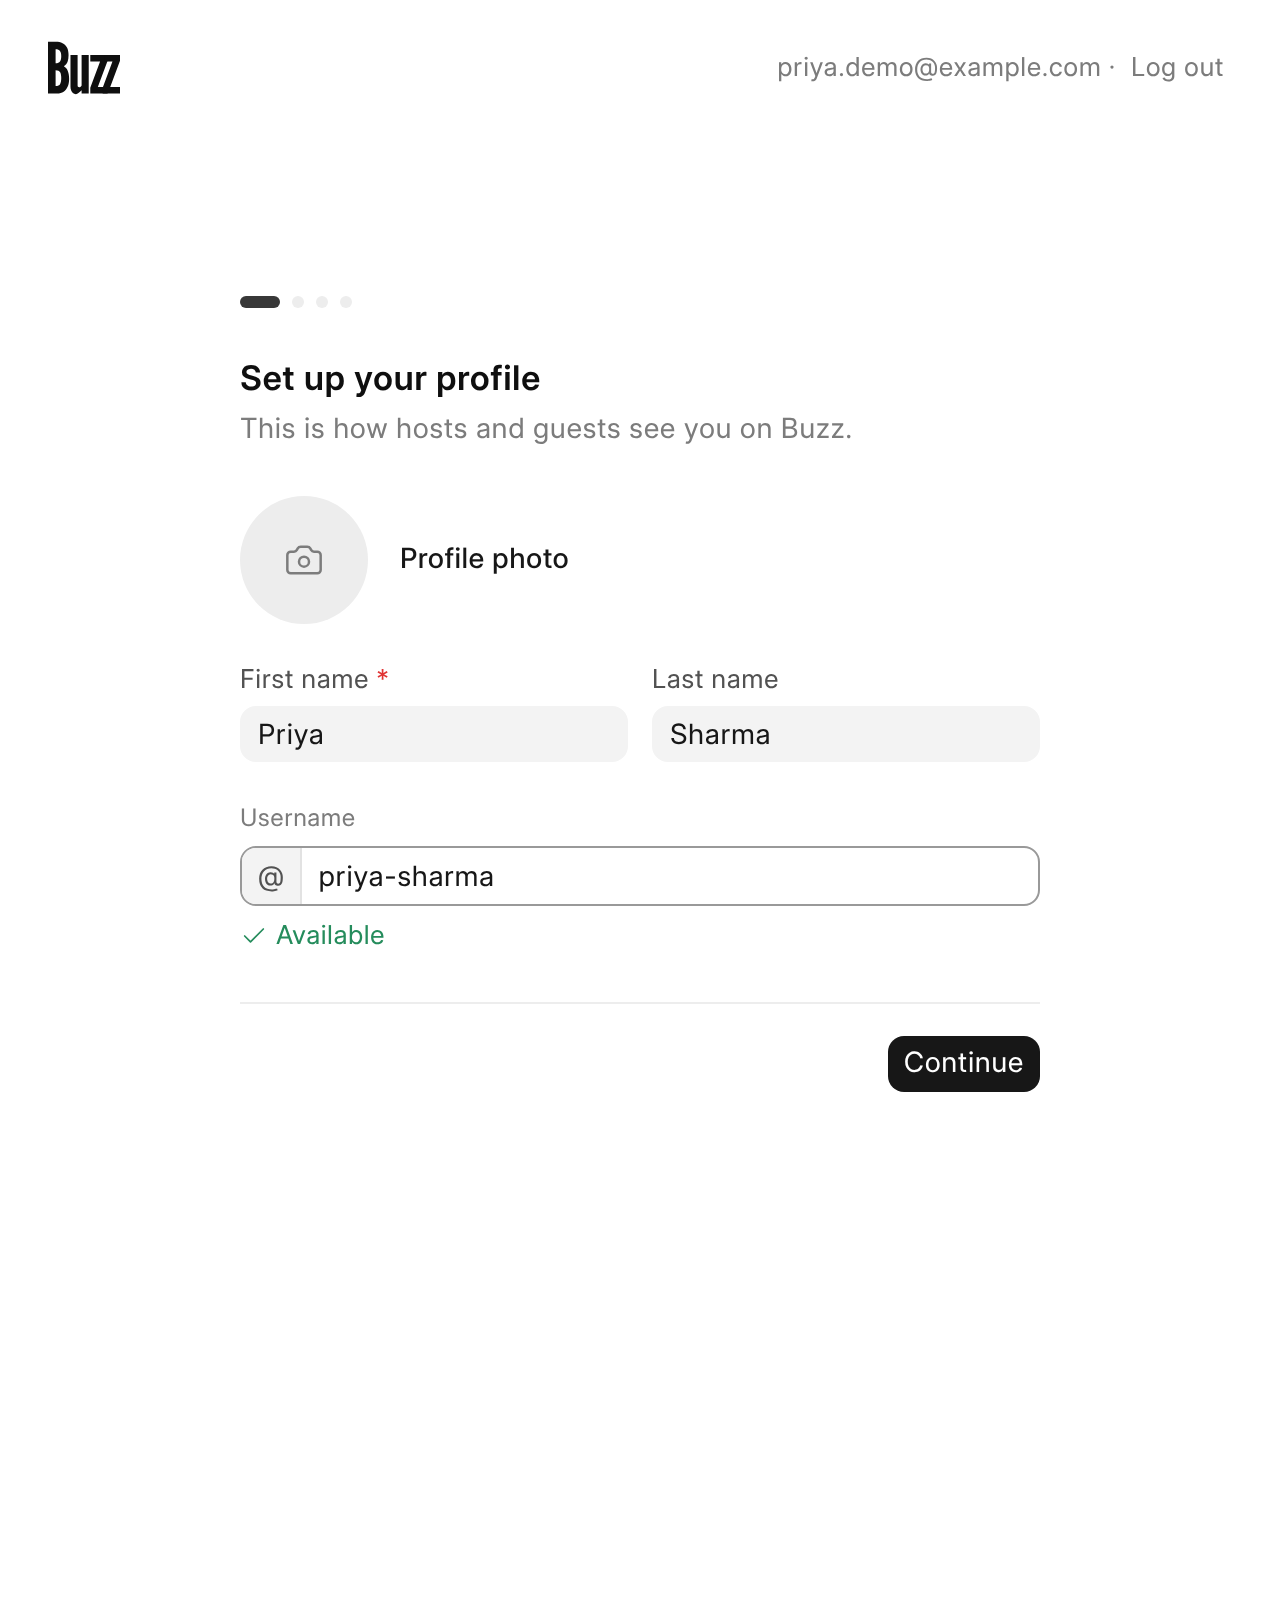 Buzz
priya.demo@example.com · Log out
Set up your profile
This is how hosts and guests see you on Buzz.
Profile photo
First name *
Last name
Priya
Sharma
Username
@ priya-sharma
Available
Continue